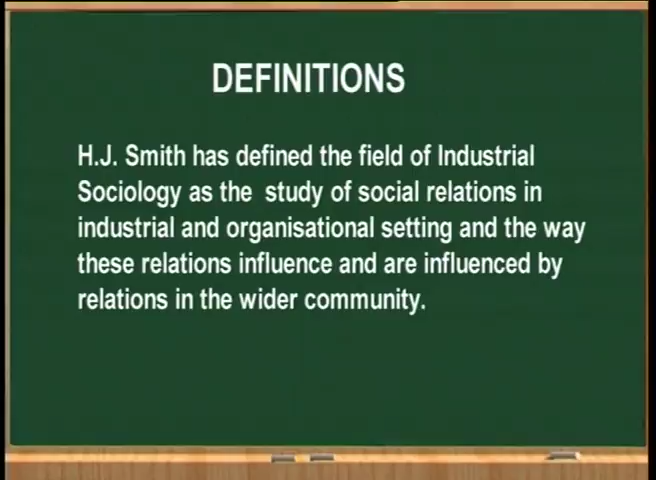 DEFINITIONS
H.J. Smith has defined the field of Industrial
Sociology as the study of social relations in
industrial and organisational setting and the way
these relations influence and are influenced by
relations in the wider community.